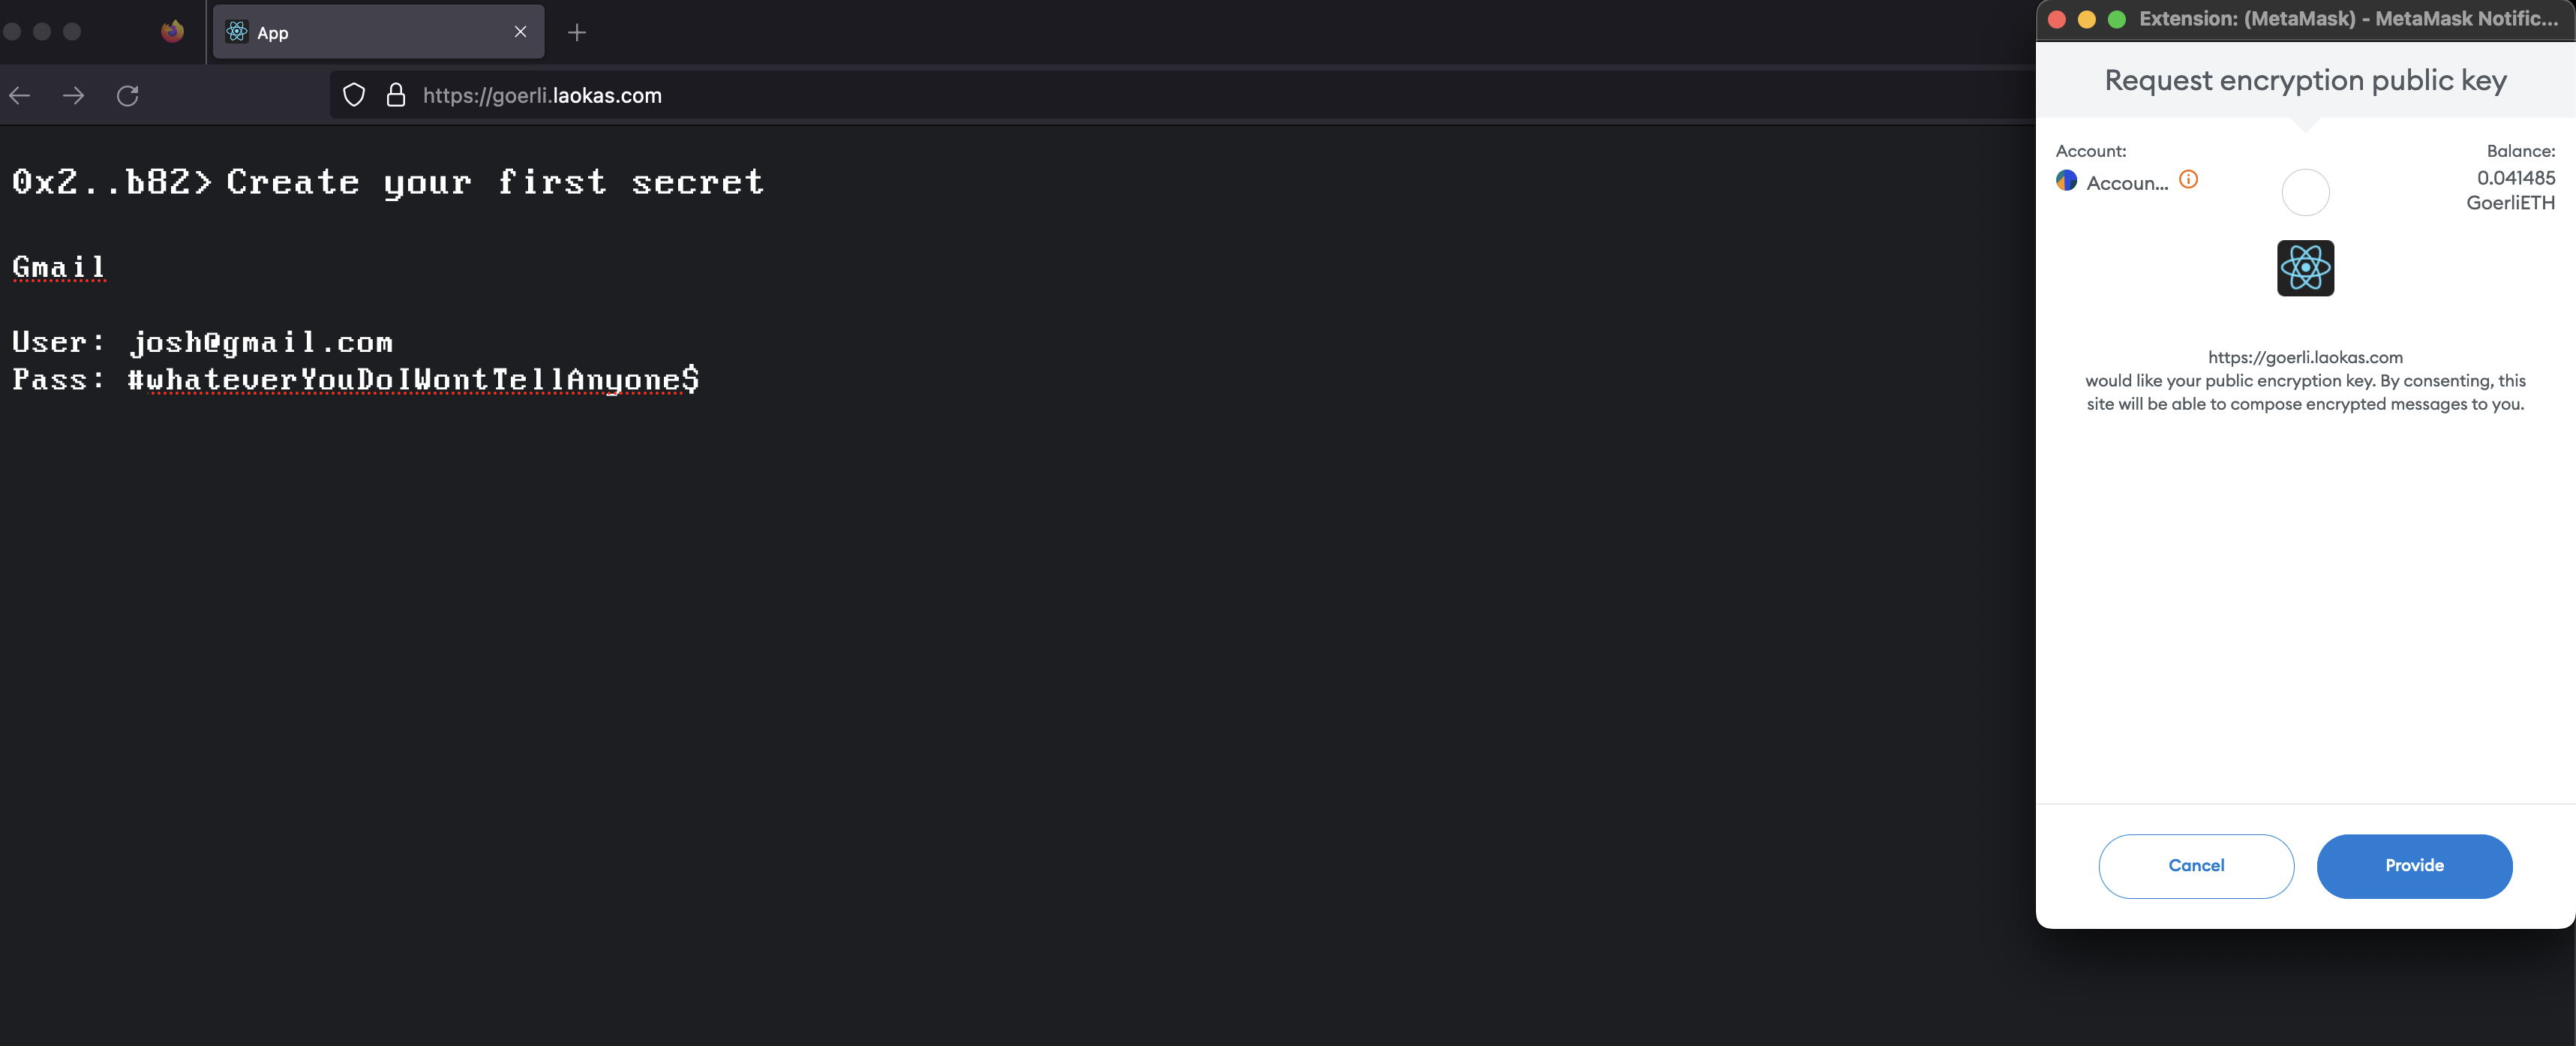 App
https://goerli.laokas.com
0x2..b82> Create your first secret
Gmail
User: josh@gmail.com
Pass: #whateverYouDoIWontTellAnyone$
Extension: (MetaMask) - MetaMask Notific...
Request encryption public key
Account:
Accoun...
Balance:
0.041485
GoerliETH
https://goerli.laokas.com
would like your public encryption key. By consenting, this
site will be able to compose encrypted messages to you.
Cancel
Provide